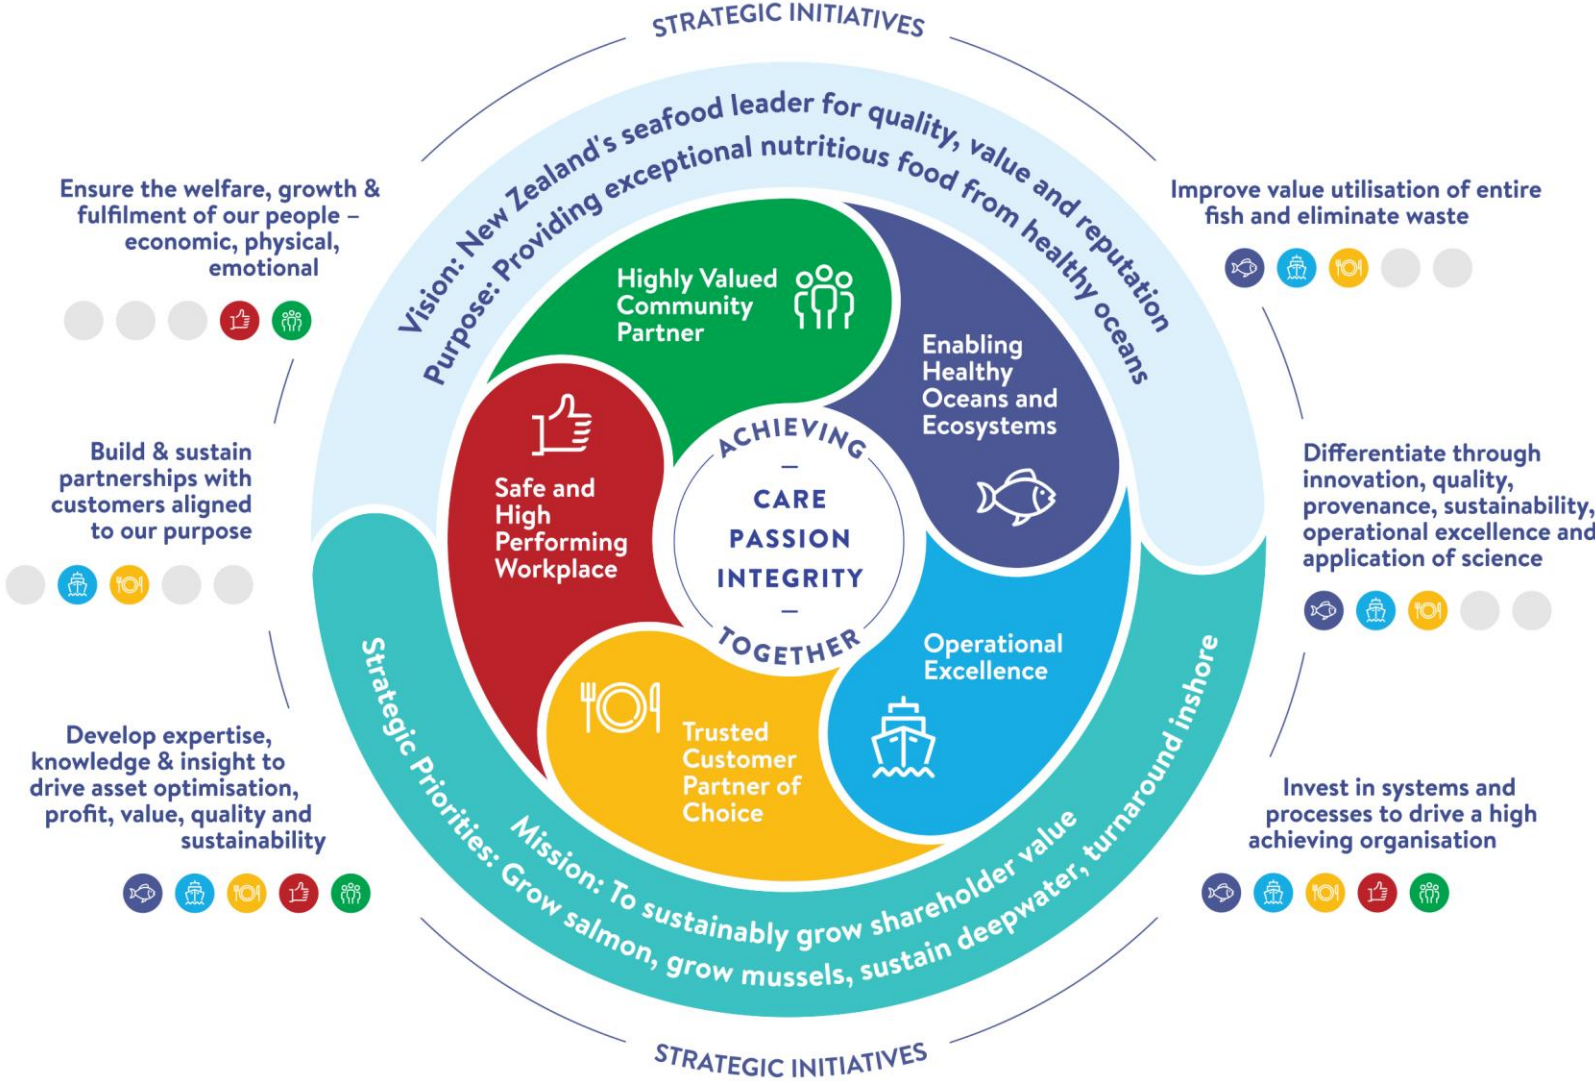 STRATEGIC INITIATIVES
Vision: New Zealand's seafood leader for quality, value and reputation
Purpose: Providing exceptional nutritious food from healthy oceans
Ensure the welfare, growth &
fulfilment of our people –
economic, physical,
emotional
Build & sustain
partnerships with
customers aligned
to our purpose
Develop expertise,
knowledge & insight to
drive asset optimisation,
profit, value, quality and
sustainability
Highly Valued
Community
Partner
Enabling
Healthy
Oceans and
Ecosystems
Safe and
High
Performing
Workplace
ACHIEVING
–
CARE
PASSION
INTEGRITY
–
TOGETHER
Operational
Excellence
Trusted
Customer
Partner of
Choice
Improve value utilisation of entire
fish and eliminate waste
Differentiate through
innovation, quality,
provenance, sustainability,
operational excellence and
application of science
Invest in systems and
processes to drive a high
achieving organisation
Mission: To sustainably grow shareholder value
Strategic Priorities: Grow salmon, grow mussels, sustain deepwater, turnaround inshore
STRATEGIC INITIATIVES